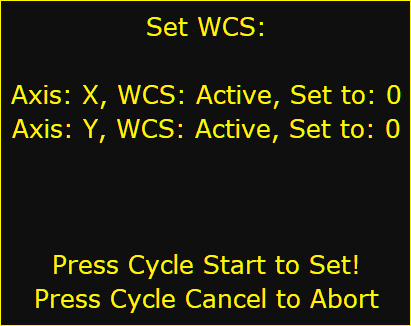 Set WCS:
Axis: X, WCS: Active, Set to: 0
Axis: Y, WCS: Active, Set to: 0
Press Cycle Start to Set!
Press Cycle Cancel to Abort